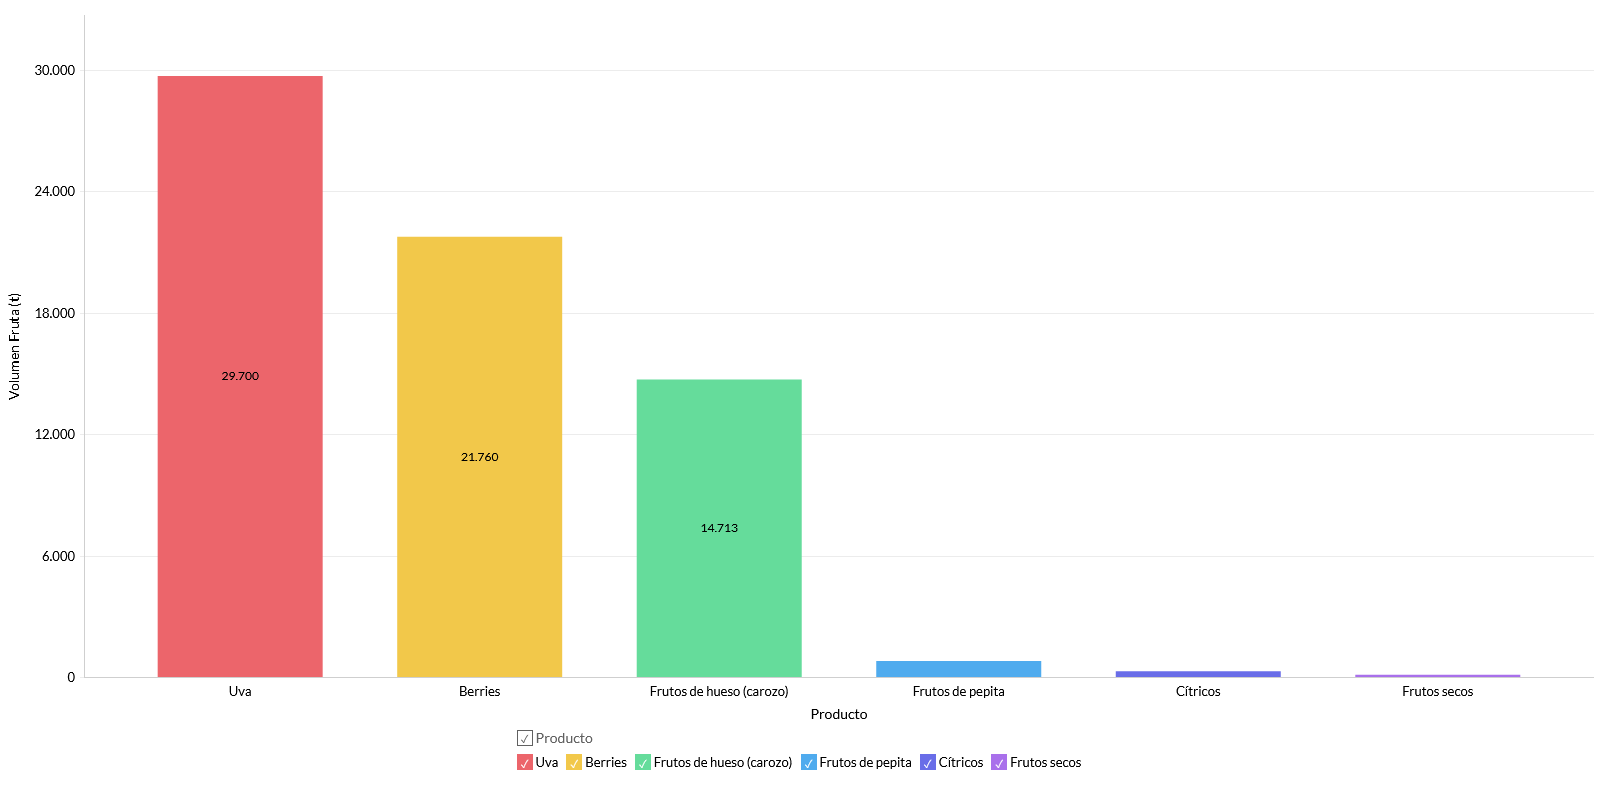 Volumen Fruta (t)
30.000
24.000
18.000
12.000
6.000
0
29.700
21.760
14.713
Uva
Berries
Frutos de hueso (carozo)
Frutos de pepita
Cítricos
Frutos secos
Producto
Producto
Uva
Berries
Frutos de hueso (carozo)
Frutos de pepita
Cítricos
Frutos secos